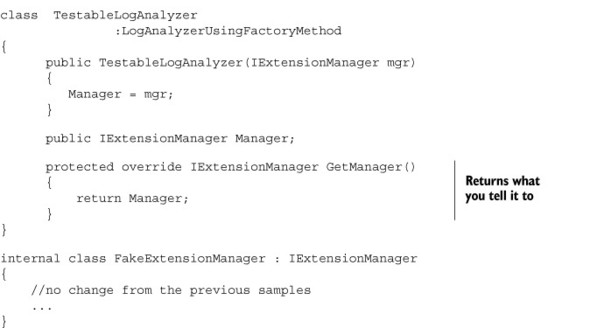 class  TestableLogAnalyzer
:LogAnalyzerUsingFactoryMethod
{
public TestableLogAnalyzer(IExtensionManager mgr)
{
Manager = mgr;
}
public IExtensionManager Manager;
protected override IExtensionManager GetManager()
{
return Manager;
}
Returns what
you tell it to
}
internal class FakeExtensionManager : IExtensionManager
{
//no change from the previous samples
...
}